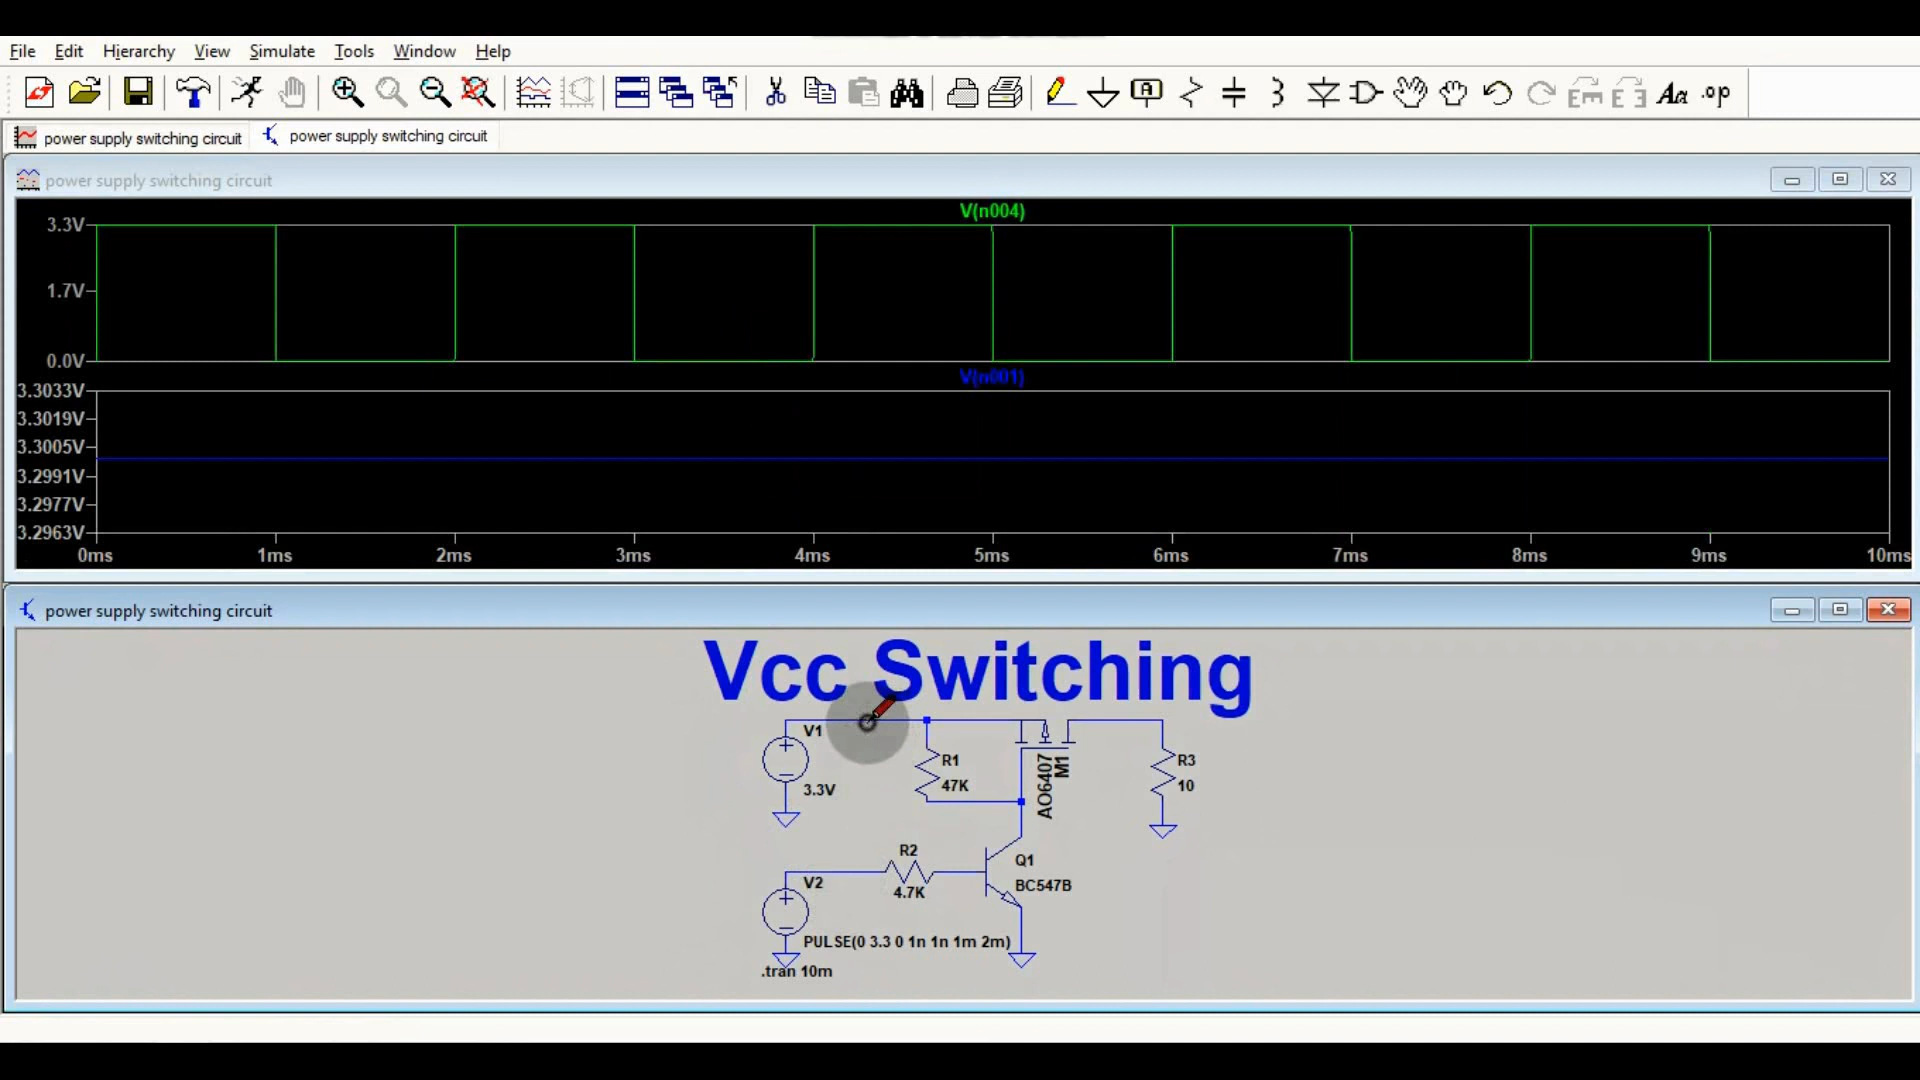 File Edit Hierarchy View Simulate Tools Window Help
A Aa .op
power supply switching circuit power supply switching circuit
power supply switching circuit
V(n004)
3.3V
1.7V
0.0V
V(n001)
3.3033V
3.3019V
3.3005V
3.2991V
3.2977V
3.2963V
0ms 1ms 2ms 3ms 4ms 5ms 6ms 7ms 8ms 9ms 10ms
power supply switching circuit
Vcc Switching
V1
3.3V
R1
47K
AO6407
M1
R3
10
R2
4.7K
Q1
BC547B
V2
PULSE(0 3.3 0 1n 1n 1m 2m)
.tran 10m